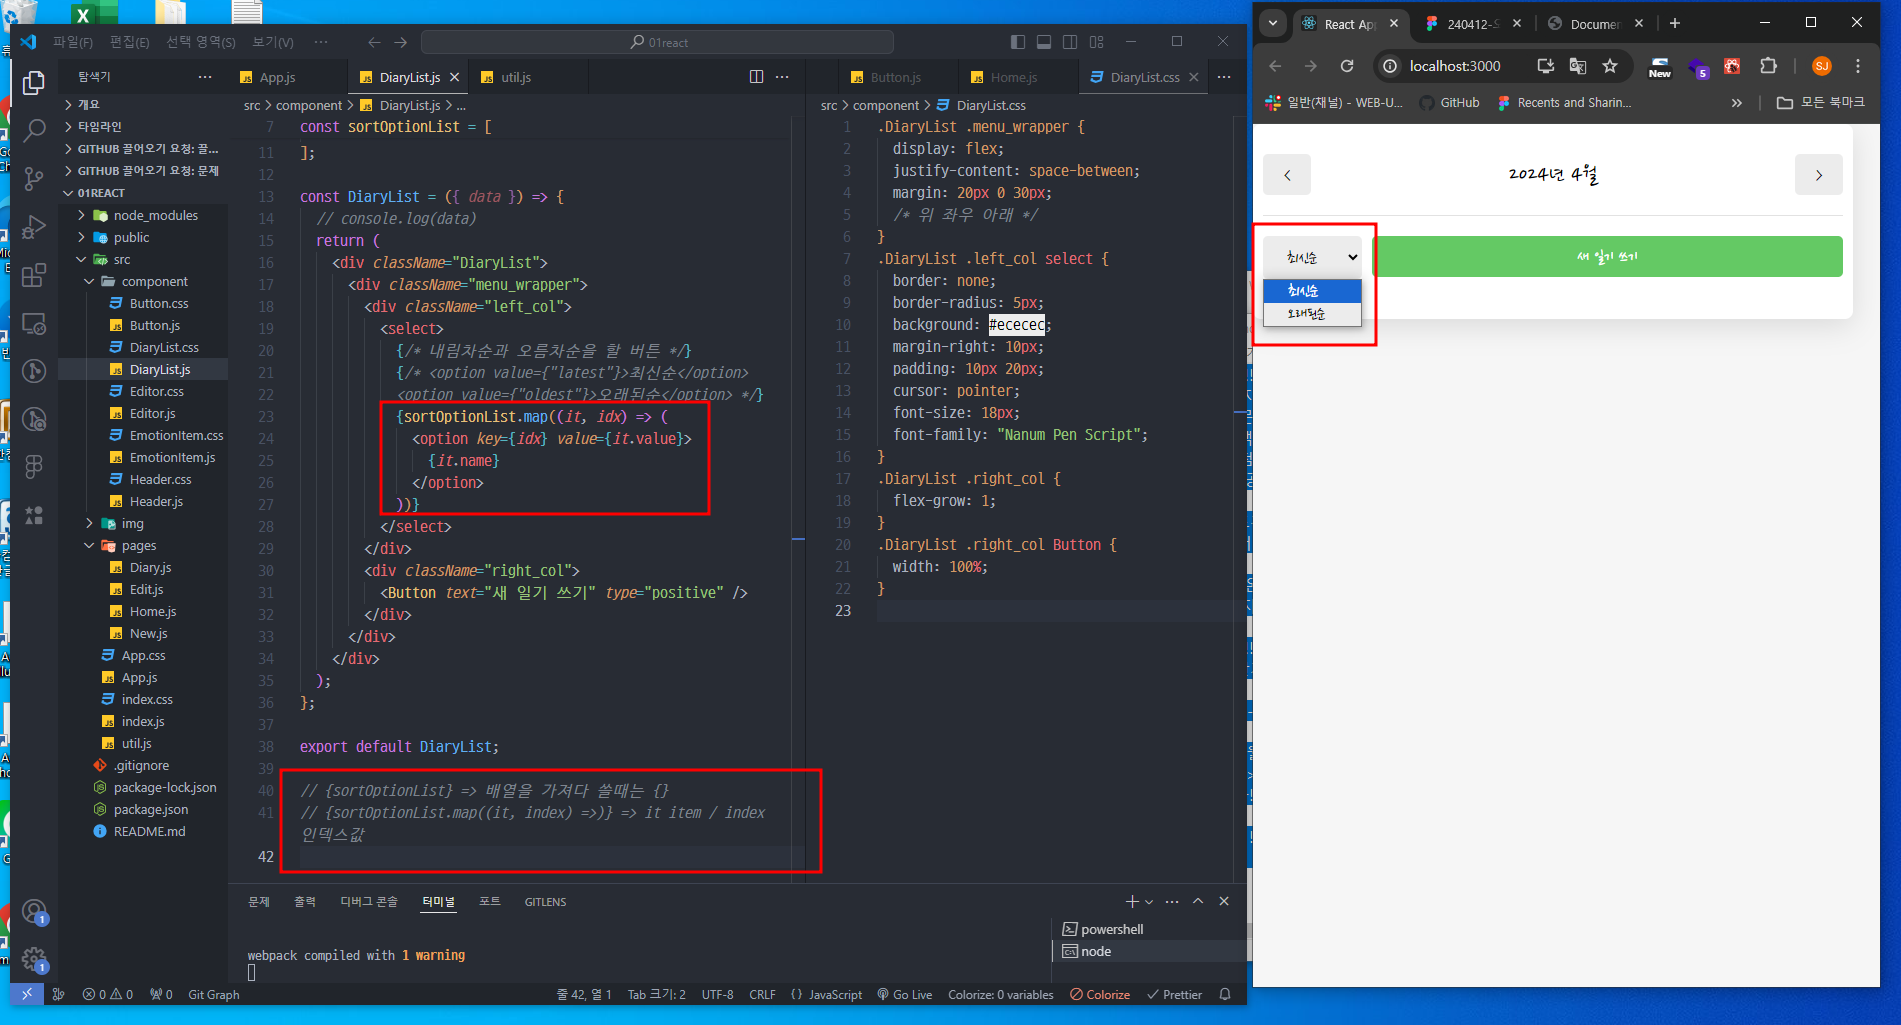 파일(F) 편집(E) 선택 영역(S) 보기(V) ···
01react
탐색기
개요
타임라인
GITHUB 끌어오기 요청: 끌...
GITHUB 끌어오기 요청: 문제
01REACT
node_modules
public
src
component
Button.css
Button.js
DiaryList.css
DiaryList.js
Editor.css
Editor.js
EmotionItem.css
EmotionItem.js
Header.css
Header.js
img
pages
Diary.js
Edit.js
Home.js
New.js
App.css
App.js
index.css
index.js
util.js
.gitignore
package-lock.json
package.json
README.md
App.js DiaryList.js util.js
src > component > DiaryList.js > ...
7 const sortOptionList = [
11 ];
12
13 const DiaryList = ({ data }) => {
14 // console.log(data)
15 return (
16 <div className="DiaryList">
17 <div className="menu_wrapper">
18 <div className="left_col">
19 <select>
20 {/* 내림차순과 오름차순을 할 버튼 */}
21 {/* <option value={"latest"}>최신순</option>
22 <option value={"oldest"}>오래된순</option> */}
23 {sortOptionList.map((it, idx) => (
24 <option key={idx} value={it.value}>
25 {it.name}
26 </option>
27 ))}
28 </select>
29 </div>
30 <div className="right_col">
31 <Button text="새 일기 쓰기" type="positive" />
32 </div>
33 </div>
34 </div>
35 );
36 };
37
38 export default DiaryList;
39
40 // {sortOptionList} => 배열을 가져다 쓸때는 {}
41 // {sortOptionList.map((it, index) =>)} => it item / index
인덱스값
42
Button.js Home.js DiaryList.css
src > component > DiaryList.css
1 .DiaryList .menu_wrapper {
2 display: flex;
3 justify-content: space-between;
4 margin: 20px 0 30px;
5 /* 위 좌우 아래 */
6 }
7 .DiaryList .left_col select {
8 border: none;
9 border-radius: 5px;
10 background: #ececec;
11 margin-right: 10px;
12 padding: 10px 20px;
13 cursor: pointer;
14 font-size: 18px;
15 font-family: "Nanum Pen Script";
16 }
17 .DiaryList .right_col {
18 flex-grow: 1;
19 }
20 .DiaryList .right_col Button {
21 width: 100%;
22 }
23
문제 출력 디버그 콘솔 터미널 포트 GITLENS
webpack compiled with 1 warning
powershell
node
1
1
0 0 0 Git Graph 줄 42, 열 1 Tab 크기: 2 UTF-8 CRLF {} JavaScript Go Live Colorize: 0 variables Colorize Prettier
React Ap 240412-S Documen
localhost:3000
New 5 SJ
일반(채널) - WEB-U... GitHub Recents and Sharin... 모든 북마크
2024년 4월
최신순
새 일기 쓰기
최신순
오래된순